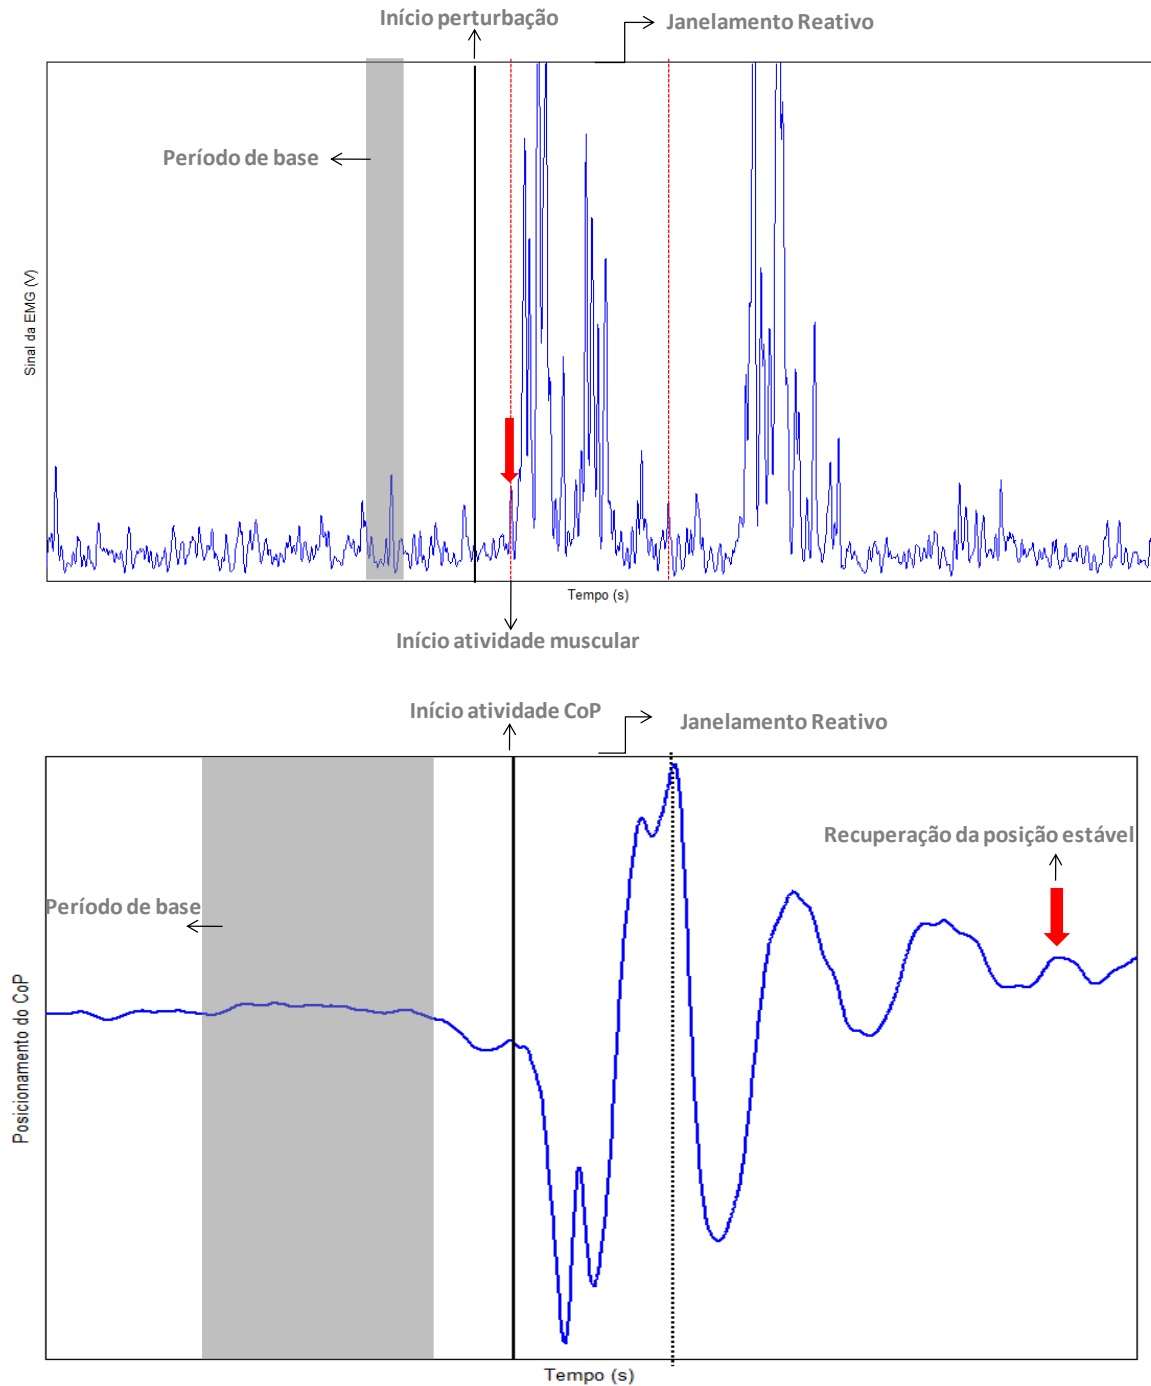 Início perturbação
Janelamento Reativo
Período de base
Sinal da EMG (V)
Tempo (s)
Início atividade muscular
Início atividade CoP
Janelamento Reativo
Recuperação da posição estável
Período de base
Posicionamento do CoP
Tempo (s)